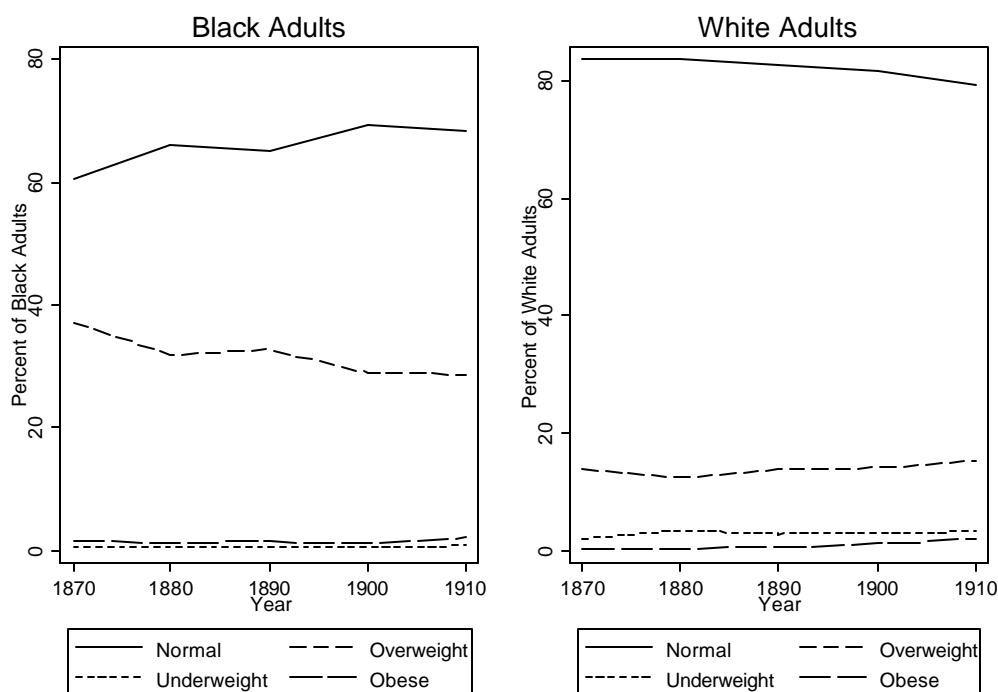 Black Adults
Percent of Black Adults
80
60
40
20
0
1870 1880 1890 1900 1910
Year
Normal Overweight
Underweight Obese
White Adults
Percent of White Adults
80
60
40
20
0
1870 1880 1890 1900 1910
Year
Normal Overweight
Underweight Obese